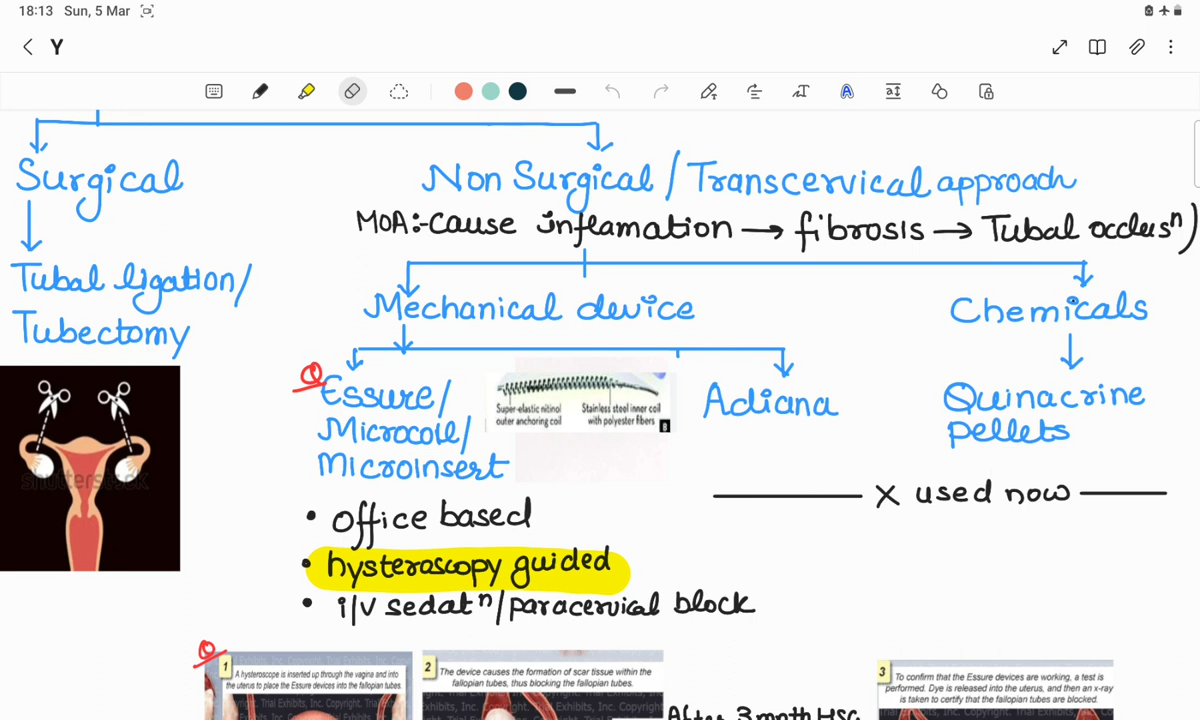 18:13 Sun, 5 Mar
Y
Surgical
Non Surgical / Transcervical approach
MOA:- cause inflamation → fibrosis → Tubal occlusⁿ)
Tubal ligation/
Tubectomy
Mechanical device
Chemicals
Q
Essure/
Microcoil/
Microinsert
Super-elastic nitinol
outer anchoring coil
Stainless steel inner coil
with polyester fibers
B
Adiana
Quinacrine
pellets
X used now
• office based
• hysteroscopy guided
• i/v sedatⁿ/paracervical block
shutterstock
Q
1
A hysteroscope is inserted up through the vagina and into
the uterus to place the Essure devices into the fallopian tubes.
2
The device causes the formation of scar tissue within the
fallopian tubes, thus blocking the fallopian tubes.
3
To confirm that the Essure devices are working, a test is
performed. Dye is released into the uterus, and then an x-ray
is taken to certify that the fallopian tubes are blocked.
After 3 month HSG